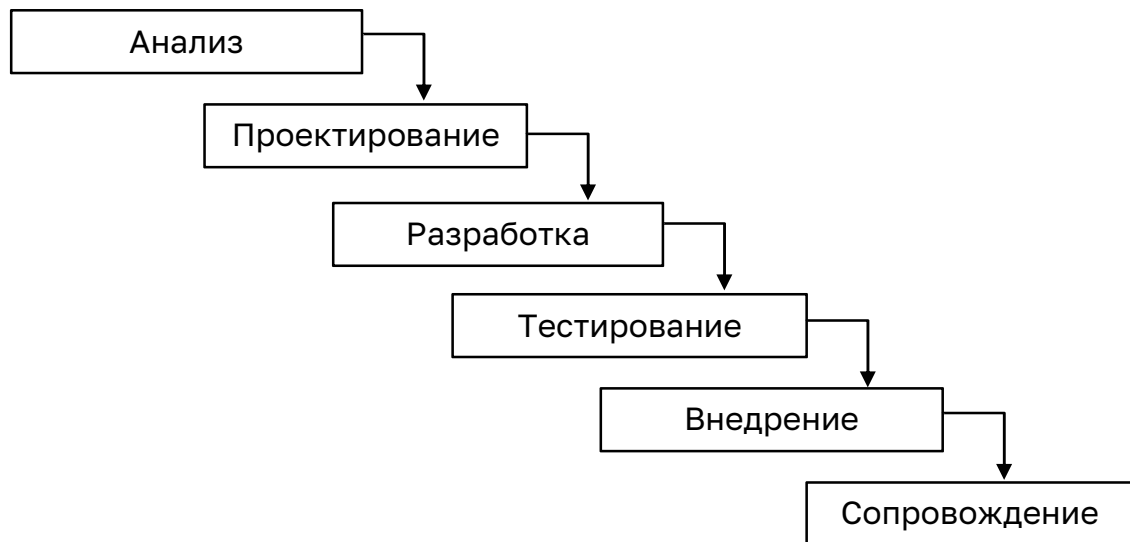 Анализ
Проектирование
Разработка
Тестирование
Внедрение
Сопровождение